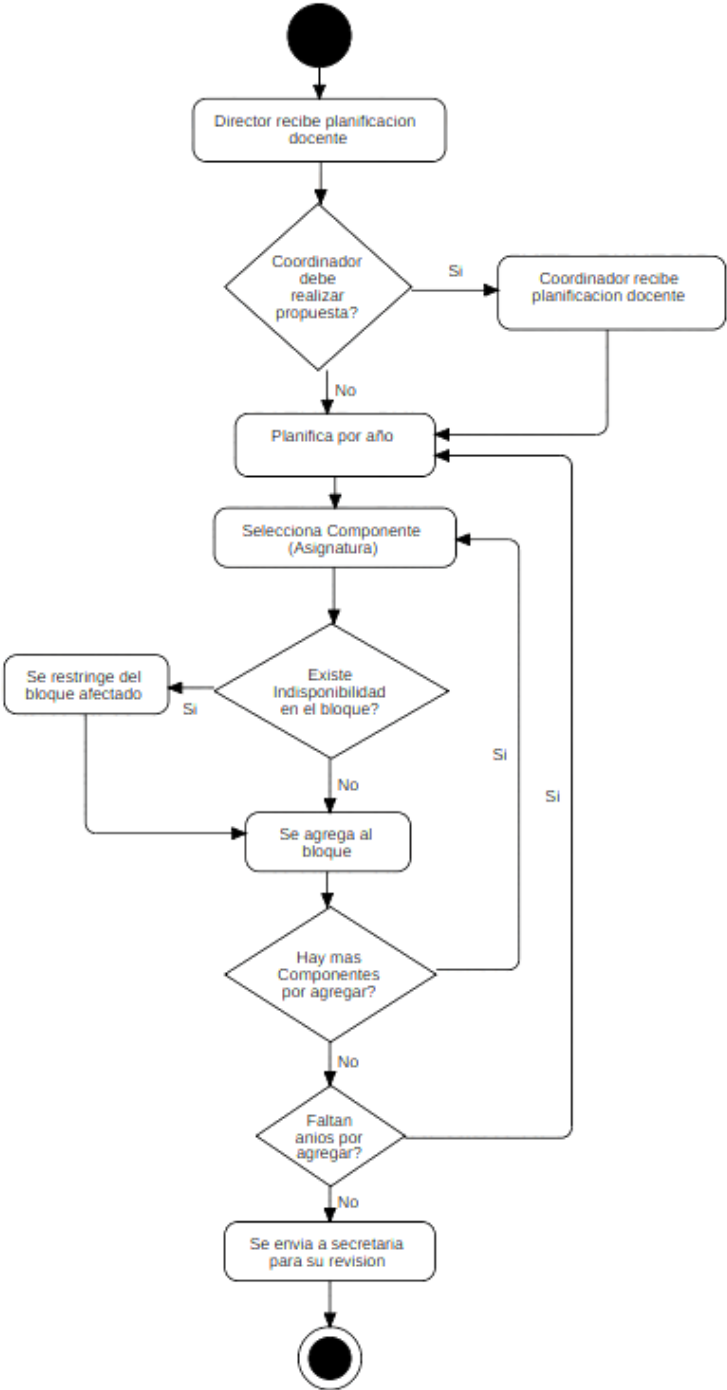 Director recibe planificacion
docente
Coordinador
debe
realizar
propuesta?
Si
Coordinador recibe
planificacion docente
No
Planifica por año
Selecciona Componente
(Asignatura)
Existe
Indisponibilidad
en el bloque?
Se restringe del
bloque afectado
Si
No
Si
Si
Se agrega al
bloque
Hay mas
Componentes
por agregar?
No
Faltan
anios por
agregar?
No
Se envia a secretaria
para su revision